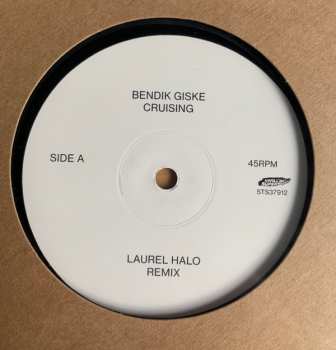 BENDIK GISKE
CRUISING
SIDE A
45RPM
STS37912
LAUREL HALO
REMIX